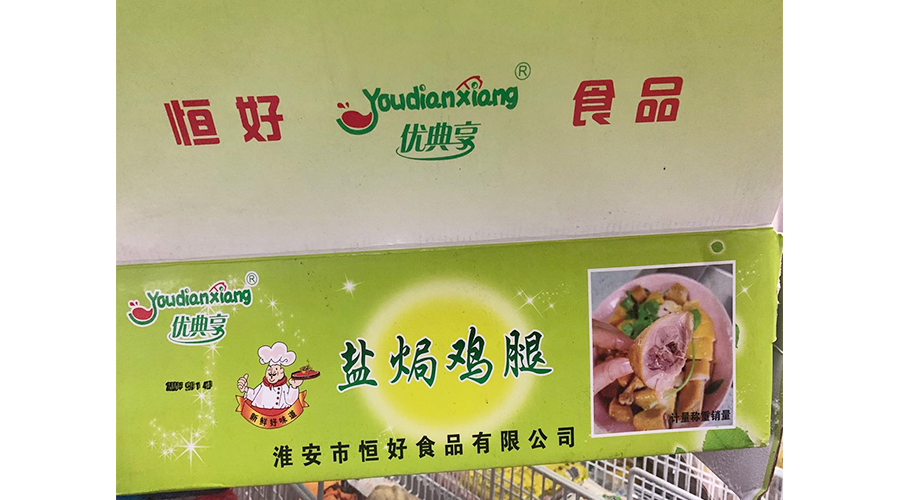 恒好 Youdianxiang® 食品
优典享
Youdianxiang®
优典享
盐焗鸡腿
新鲜好味道
计量称重销量
淮安市恒好食品有限公司